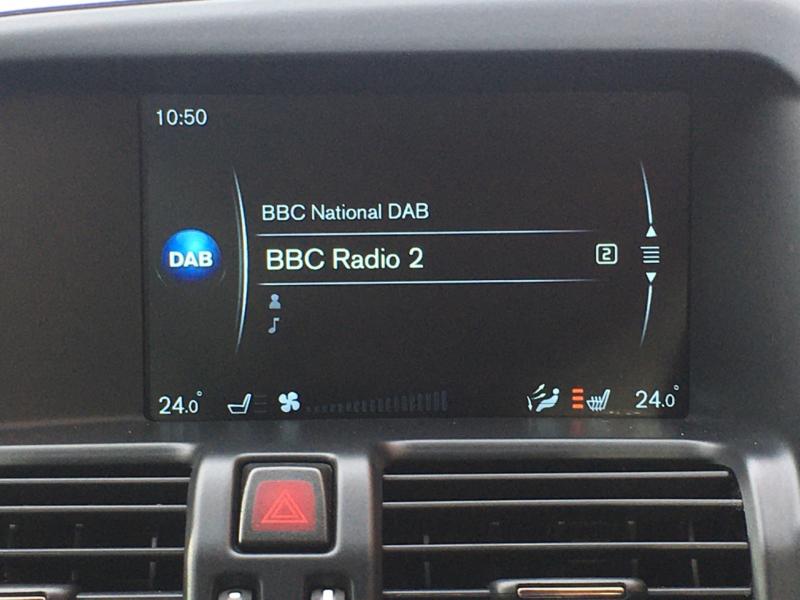 10:50
BBC National DAB
DAB
BBC Radio 2
2
24.0°
24.0°